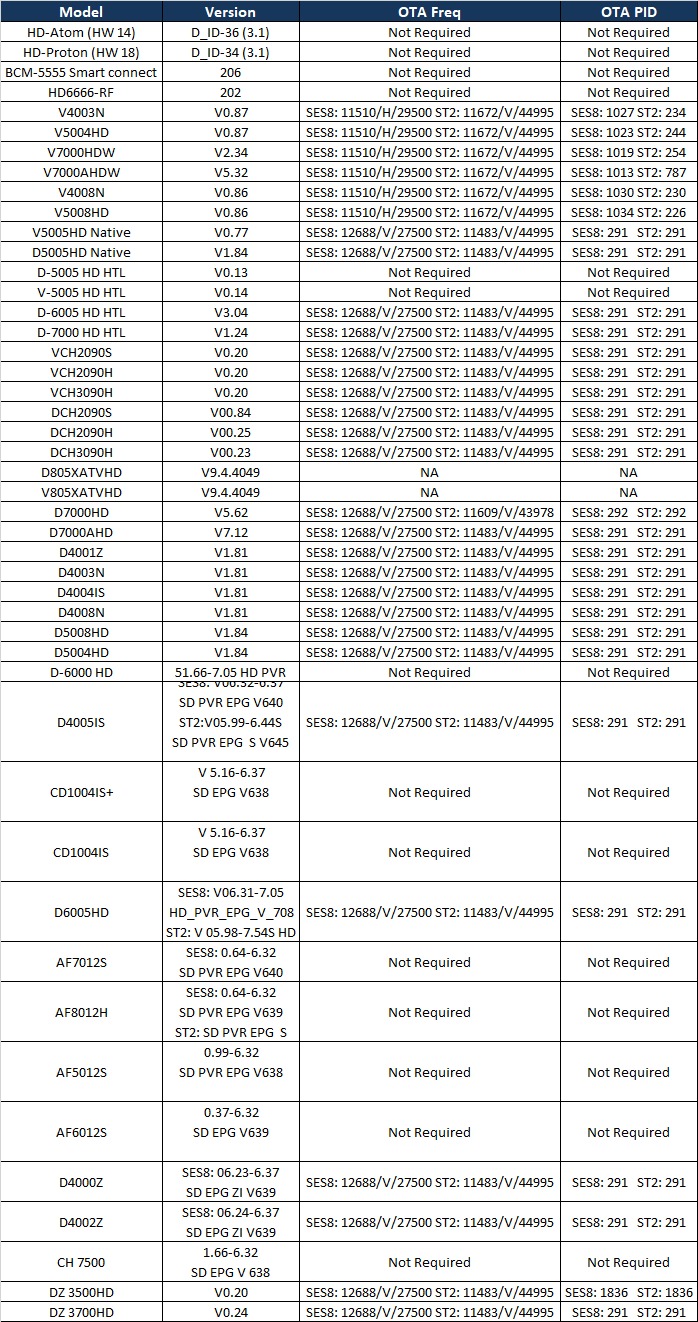 Model Version OTA Freq OTA PID
HD-Atom (HW 14) D_ID-36 (3.1) Not Required Not Required
HD-Proton (HW 18) D_ID-34 (3.1) Not Required Not Required
BCM-5555 Smart connect 206 Not Required Not Required
HD6666-RF 202 Not Required Not Required
V4003N V0.87 SES8: 11510/H/29500 ST2: 11672/V/44995 SES8: 1027 ST2: 234
V5004HD V0.87 SES8: 11510/H/29500 ST2: 11672/V/44995 SES8: 1023 ST2: 244
V7000HDW V2.34 SES8: 11510/H/29500 ST2: 11672/V/44995 SES8: 1019 ST2: 254
V7000AHDW V5.32 SES8: 11510/H/29500 ST2: 11672/V/44995 SES8: 1013 ST2: 787
V4008N V0.86 SES8: 11510/H/29500 ST2: 11672/V/44995 SES8: 1030 ST2: 230
V5008HD V0.86 SES8: 11510/H/29500 ST2: 11672/V/44995 SES8: 1034 ST2: 226
V5005HD Native V0.77 SES8: 12688/V/27500 ST2: 11483/V/44995 SES8: 291 ST2: 291
D5005HD Native V1.84 SES8: 12688/V/27500 ST2: 11483/V/44995 SES8: 291 ST2: 291
D-5005 HD HTL V0.13 Not Required Not Required
V-5005 HD HTL V0.14 Not Required Not Required
D-6005 HD HTL V3.04 SES8: 12688/V/27500 ST2: 11483/V/44995 SES8: 291 ST2: 291
D-7000 HD HTL V1.24 SES8: 12688/V/27500 ST2: 11483/V/44995 SES8: 291 ST2: 291
VCH2090S V0.20 SES8: 12688/V/27500 ST2: 11483/V/44995 SES8: 291 ST2: 291
VCH2090H V0.20 SES8: 12688/V/27500 ST2: 11483/V/44995 SES8: 291 ST2: 291
VCH3090H V0.20 SES8: 12688/V/27500 ST2: 11483/V/44995 SES8: 291 ST2: 291
DCH2090S V00.84 SES8: 12688/V/27500 ST2: 11483/V/44995 SES8: 291 ST2: 291
DCH2090H V00.25 SES8: 12688/V/27500 ST2: 11483/V/44995 SES8: 291 ST2: 291
DCH3090H V00.23 SES8: 12688/V/27500 ST2: 11483/V/44995 SES8: 291 ST2: 291
D805XATVHD V9.4.4049 NA NA
V805XATVHD V9.4.4049 NA NA
D7000HD V5.62 SES8: 12688/V/27500 ST2: 11609/V/43978 SES8: 292 ST2: 292
D7000AHD V7.12 SES8: 12688/V/27500 ST2: 11483/V/44995 SES8: 291 ST2: 291
D4001Z V1.81 SES8: 12688/V/27500 ST2: 11483/V/44995 SES8: 291 ST2: 291
D4003N V1.81 SES8: 12688/V/27500 ST2: 11483/V/44995 SES8: 291 ST2: 291
D4004IS V1.81 SES8: 12688/V/27500 ST2: 11483/V/44995 SES8: 291 ST2: 291
D4008N V1.81 SES8: 12688/V/27500 ST2: 11483/V/44995 SES8: 291 ST2: 291
D5008HD V1.84 SES8: 12688/V/27500 ST2: 11483/V/44995 SES8: 291 ST2: 291
D5004HD V1.84 SES8: 12688/V/27500 ST2: 11483/V/44995 SES8: 291 ST2: 291
D-6000 HD 51.66-7.05 HD PVR Not Required Not Required
SES8: V06.32-6.37
SD PVR EPG V640
ST2:V05.99-6.44S
D4005IS SES8: 12688/V/27500 ST2: 11483/V/44995 SES8: 291 ST2: 291
SD PVR EPG S V645
V 5.16-6.37
SD EPG V638
CD1004IS+ Not Required Not Required
V 5.16-6.37
SD EPG V638
CD1004IS Not Required Not Required
SES8: V06.31-7.05
HD_PVR_EPG_V_708
D6005HD SES8: 12688/V/27500 ST2: 11483/V/44995 SES8: 291 ST2: 291
ST2: V 05.98-7.54S HD
SES8: 0.64-6.32
AF7012S Not Required Not Required
SD PVR EPG V640
SES8: 0.64-6.32
SD PVR EPG V639
AF8012H Not Required Not Required
ST2: SD PVR EPG S
0.99-6.32
SD PVR EPG V638
AF5012S Not Required Not Required
0.37-6.32
SD EPG V639
AF6012S Not Required Not Required
SES8: 06.23-6.37
D4000Z SES8: 12688/V/27500 ST2: 11483/V/44995 SES8: 291 ST2: 291
SD EPG ZI V639
SES8: 06.24-6.37
D4002Z SES8: 12688/V/27500 ST2: 11483/V/44995 SES8: 291 ST2: 291
SD EPG ZI V639
1.66-6.32
CH 7500 Not Required Not Required
SD EPG V 638
DZ 3500HD V0.20 SES8: 12688/V/27500 ST2: 11483/V/44995 SES8: 1836 ST2: 1836
DZ 3700HD V0.24 SES8: 12688/V/27500 ST2: 11483/V/44995 SES8: 291 ST2: 291